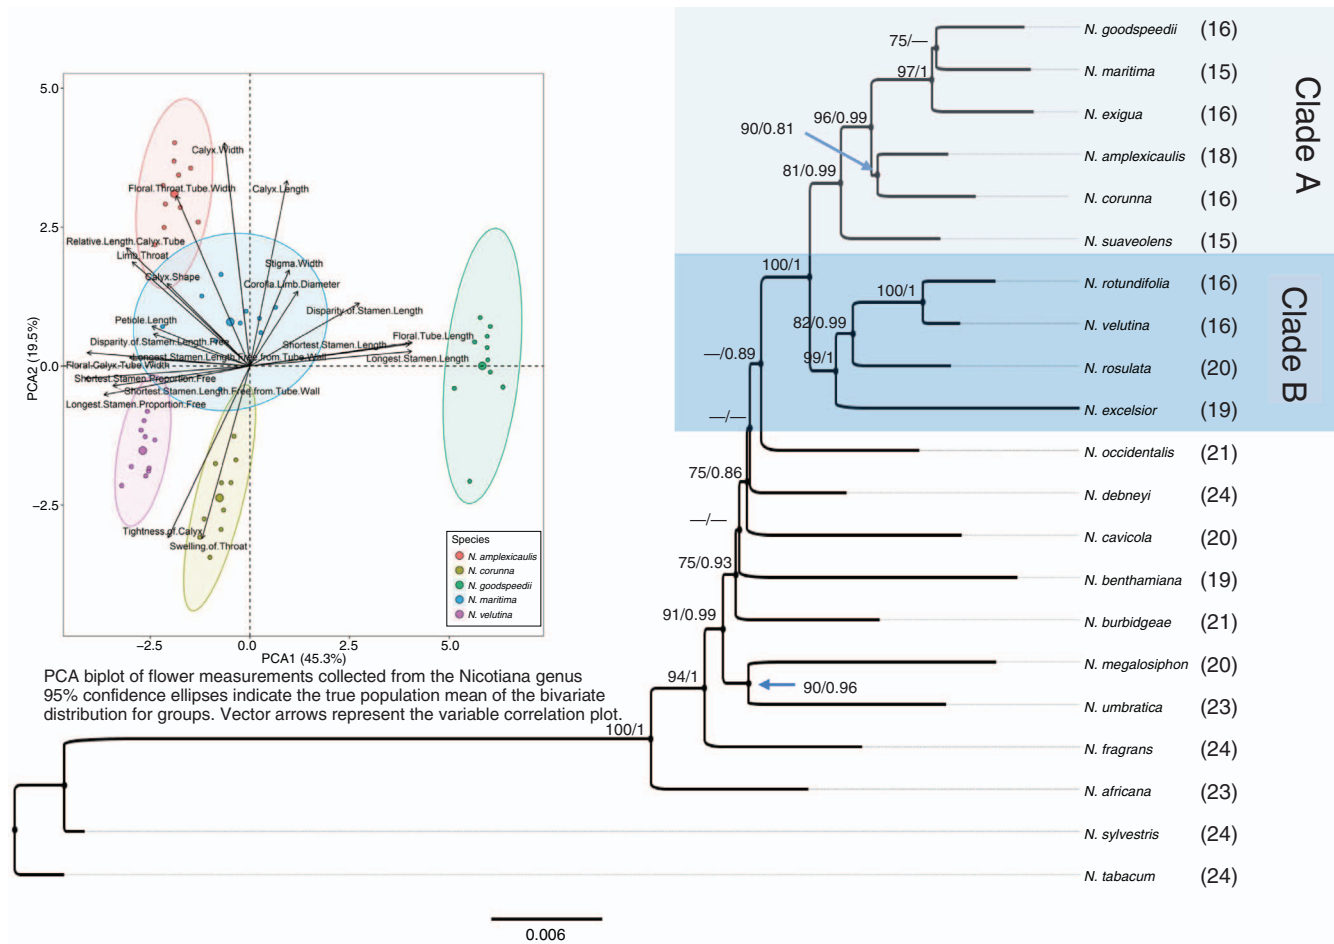 5.0
2.5
0.0
−2.5
PCA2 (19.5%)
Calyx.Width
Floral.Throat.Tube.Width
Calyx.Length
Relative.Length.Calyx.Tube
Limb.Throat
Calyx.Shape
Stigma.Width
Corolla.Limb.Diameter
Disparity.of.Stamen.Length
Petiole.Length
Floral.Tube.Length
Disparity.of.Stamen.Length.Free
Shortest.Stamen.Length
Longest.Stamen.Length.Free.from.Tube.Wall
Longest.Stamen.Length
Floral.Calyx.Tube.Width
Shortest.Stamen.Proportion.Free
Shortest.Stamen.Length.Free.from.Tube.Wall
Longest.Stamen.Proportion.Free
Tightness.of.Calyx
Swelling.of.Throat
Species
N. amplexicaulis
N. corunna
N. goodspeedii
N. maritima
N. velutina
−2.5
0.0
2.5
5.0
PCA1 (45.3%)
PCA biplot of flower measurements collected from the Nicotiana genus
95% confidence ellipses indicate the true population mean of the bivariate
distribution for groups. Vector arrows represent the variable correlation plot.
Clade A
Clade B
N. goodspeedii (16)
75/—
N. maritima (15)
97/1
N. exigua (16)
96/0.99
90/0.81
N. amplexicaulis (18)
81/0.99
N. corunna (16)
N. suaveolens (15)
100/1
N. rotundifolia (16)
100/1
N. velutina (16)
82/0.99
—/0.89
99/1
N. rosulata (20)
N. excelsior (19)
—/—
N. occidentalis (21)
75/0.86
N. debneyi (24)
—/—
N. cavicola (20)
75/0.93
N. benthamiana (19)
91/0.99
N. burbidgeae (21)
N. megalosiphon (20)
94/1
90/0.96
N. umbratica (23)
100/1
N. fragrans (24)
N. africana (23)
N. sylvestris (24)
N. tabacum (24)
0.006